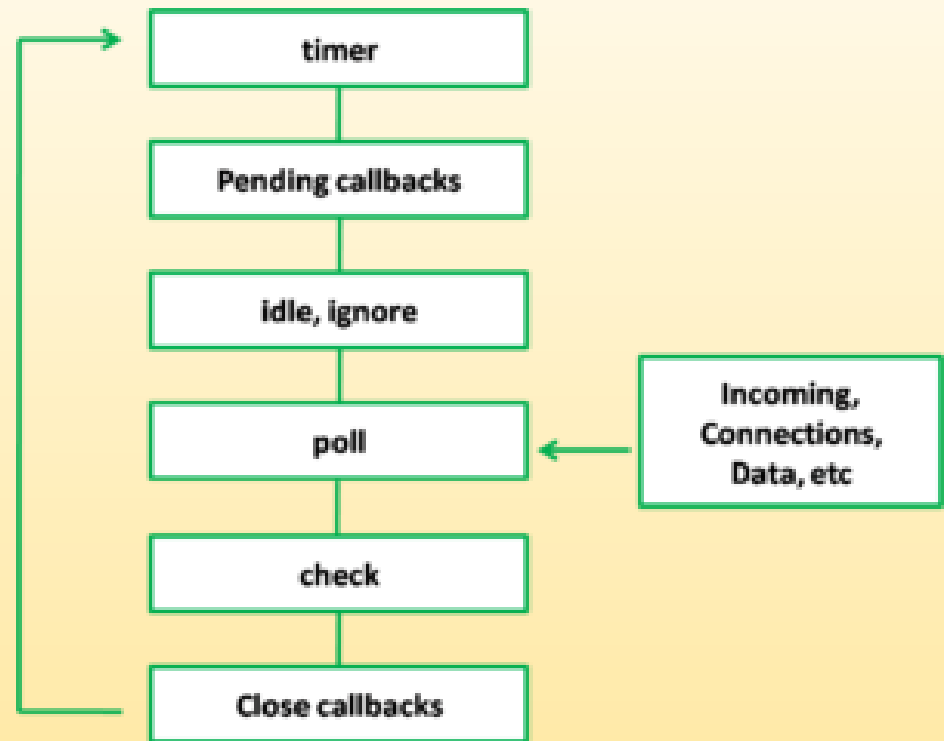 timer
Pending callbacks
idle, ignore
poll
Incoming,
Connections,
Data, etc
check
Close callbacks